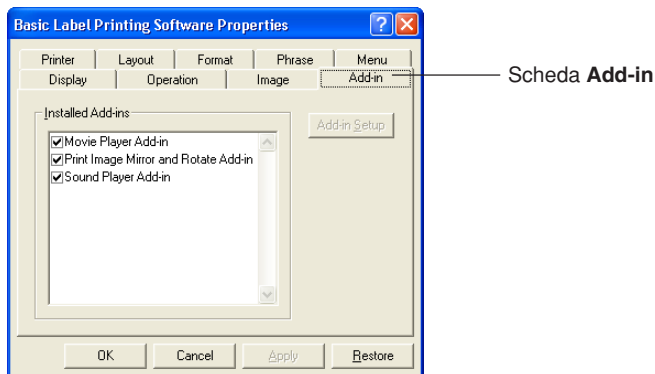 Basic Label Printing Software Properties
Printer Layout Format Phrase Menu
Display Operation Image Add-in
Scheda Add-in
Installed Add-ins
Add-in Setup
Movie Player Add-in
Print Image Mirror and Rotate Add-in
Sound Player Add-in
OK Cancel Apply Restore